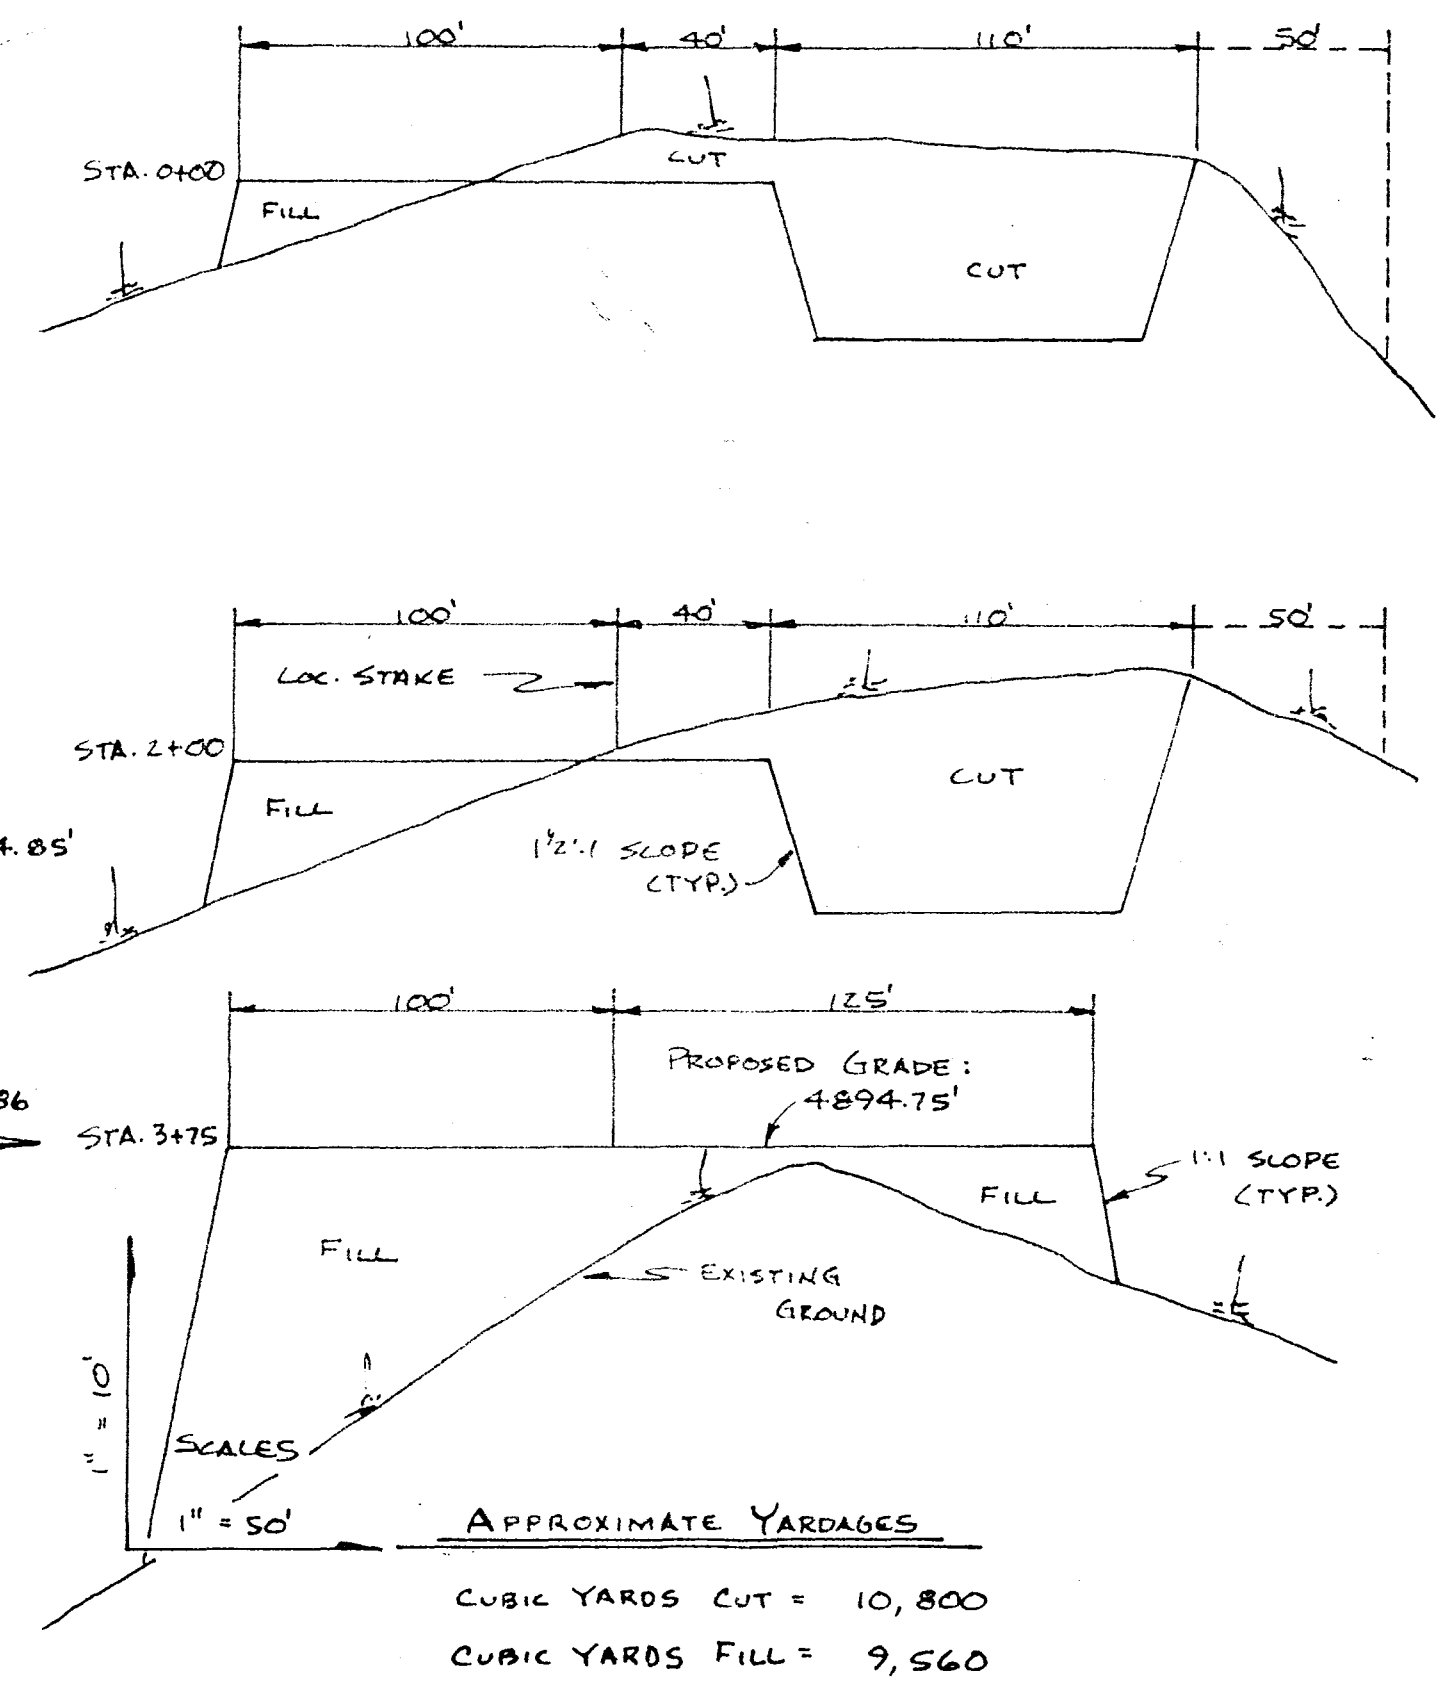 100' 40' 110' 50'
STA. 0+00
CUT
FILL
CUT
100' 40' 110' 50'
LOC. STAKE
STA. 2+00
FILL
CUT
4.85'
1½:1 SLOPE
(TYP.)
100' 125'
PROPOSED GRADE:
4894.75'
36
STA. 3+75
1:1 SLOPE
(TYP.)
FILL
FILL
EXISTING
GROUND
1" = 10'
SCALES
1" = 50'
APPROXIMATE YARDAGES
CUBIC YARDS CUT = 10,800
CUBIC YARDS FILL = 9,560